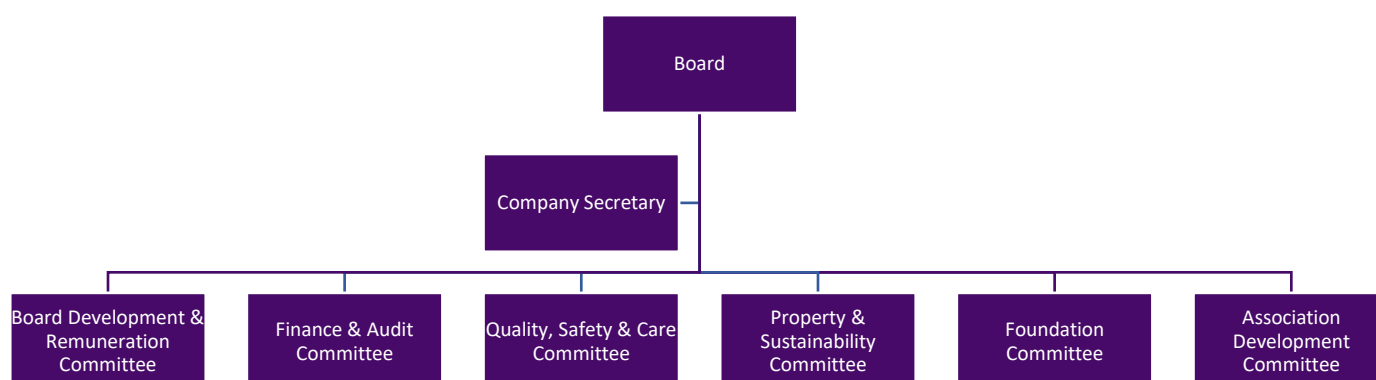 Board
Company Secretary
Board Development &
Remuneration
Committee
Finance & Audit
Committee
Quality, Safety & Care
Committee
Property &
Sustainability
Committee
Foundation
Committee
Association
Development
Committee